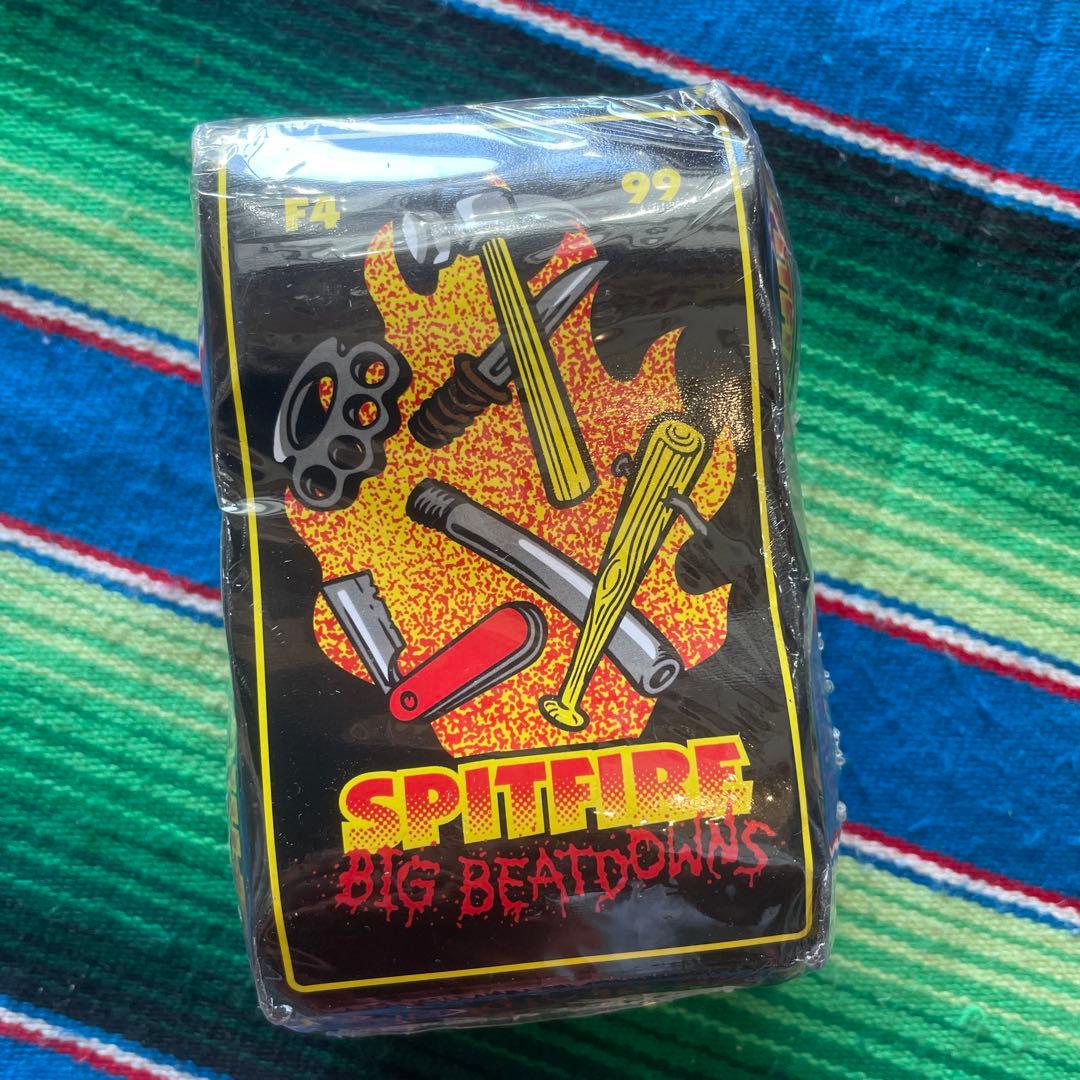 F4
99
SPITFIRE
BIG BEATDOWNS